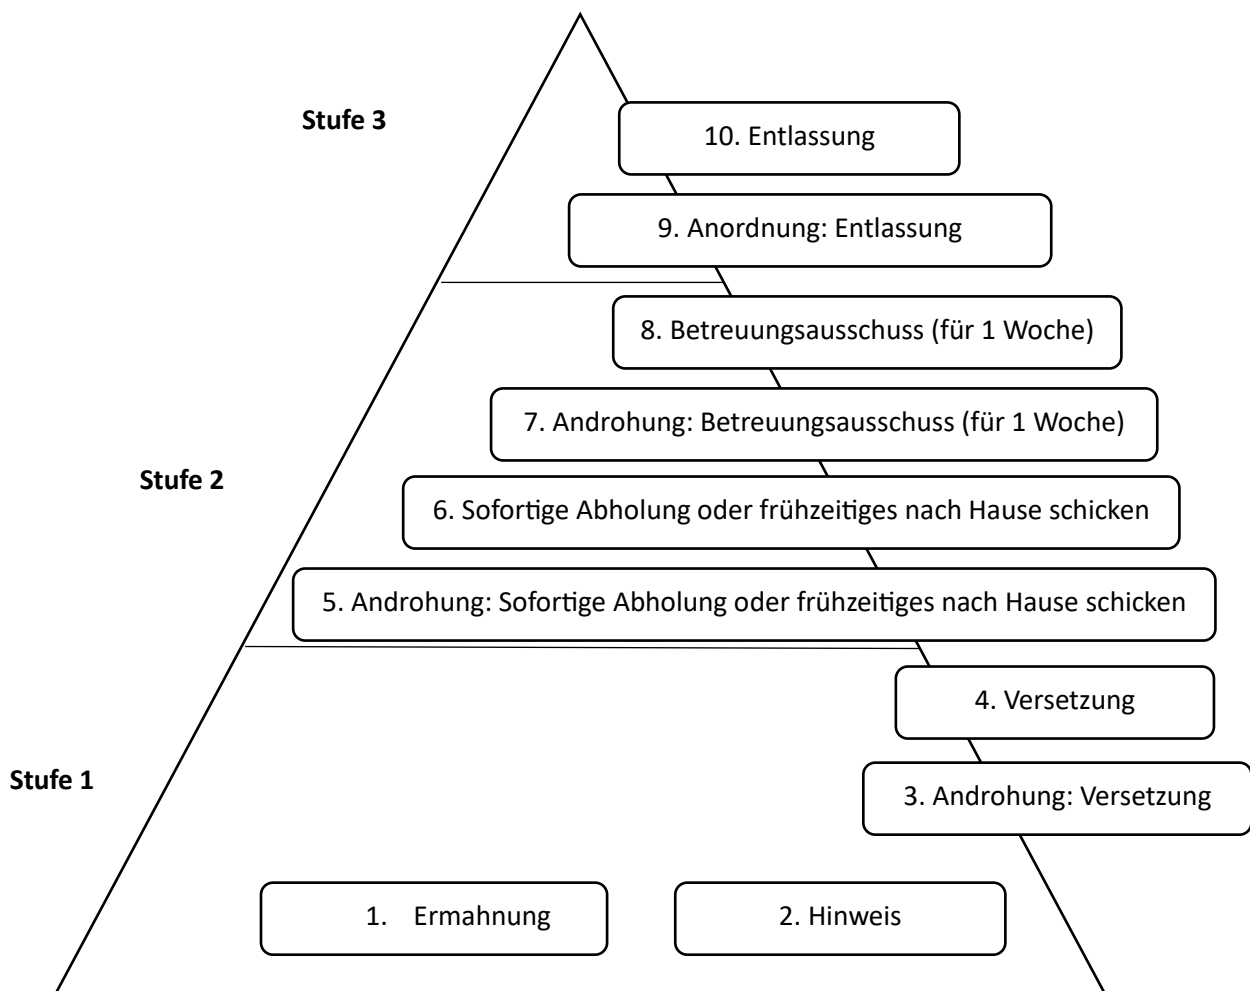 Stufe 3
10. Entlassung
9. Anordnung: Entlassung
8. Betreuungsausschuss (für 1 Woche)
7. Androhung: Betreuungsausschuss (für 1 Woche)
Stufe 2
6. Sofortige Abholung oder frühzeitiges nach Hause schicken
5. Androhung: Sofortige Abholung oder frühzeitiges nach Hause schicken
4. Versetzung
Stufe 1
3. Androhung: Versetzung
1. Ermahnung
2. Hinweis